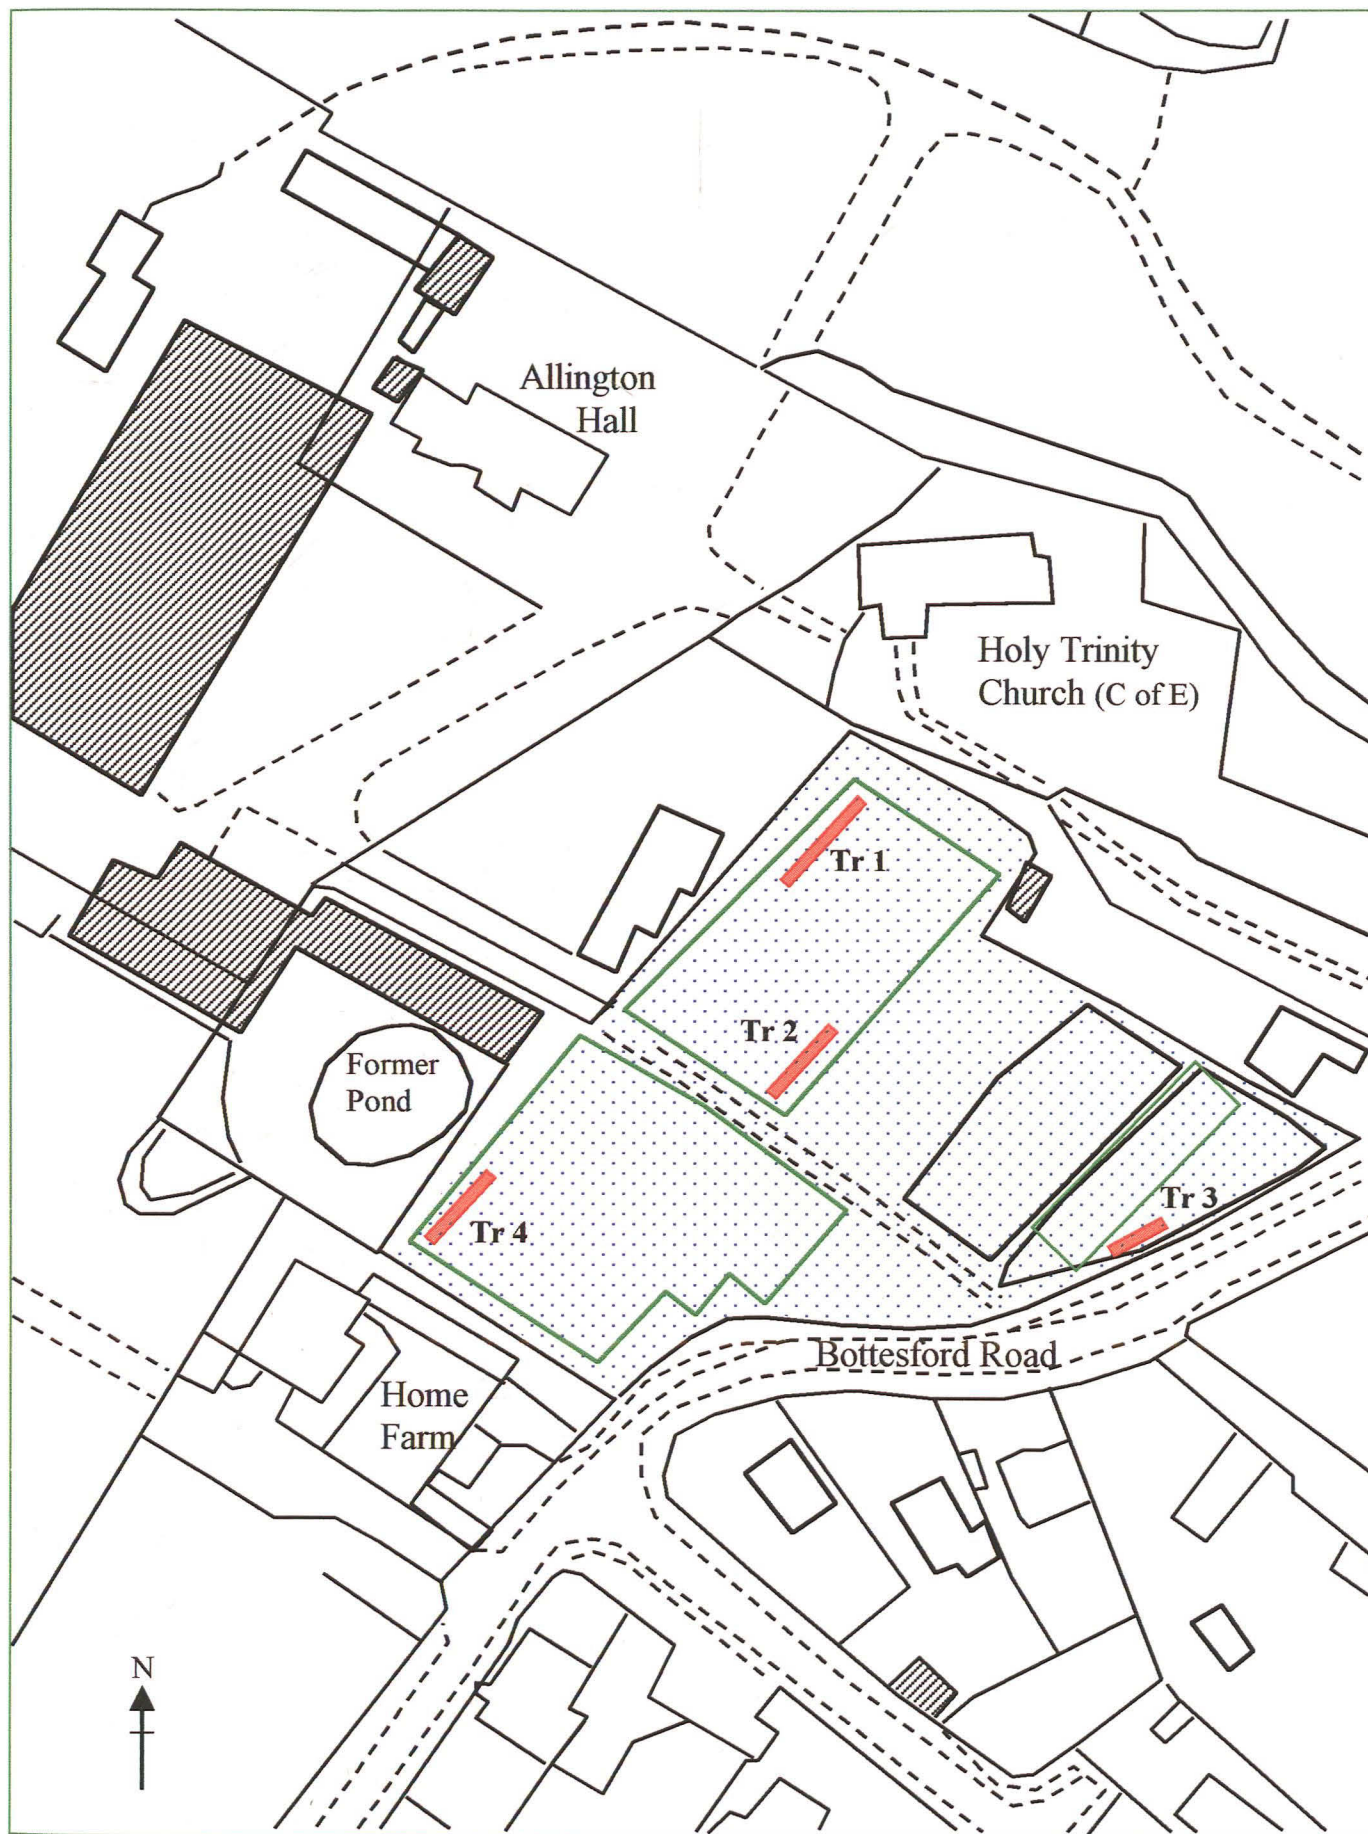 Allington
Hall
Holy Trinity
Church (C of E)
Tr 1
Tr 2
Former
Pond
Tr 3
Tr 4
Bottesford Road
Home
Farm
N